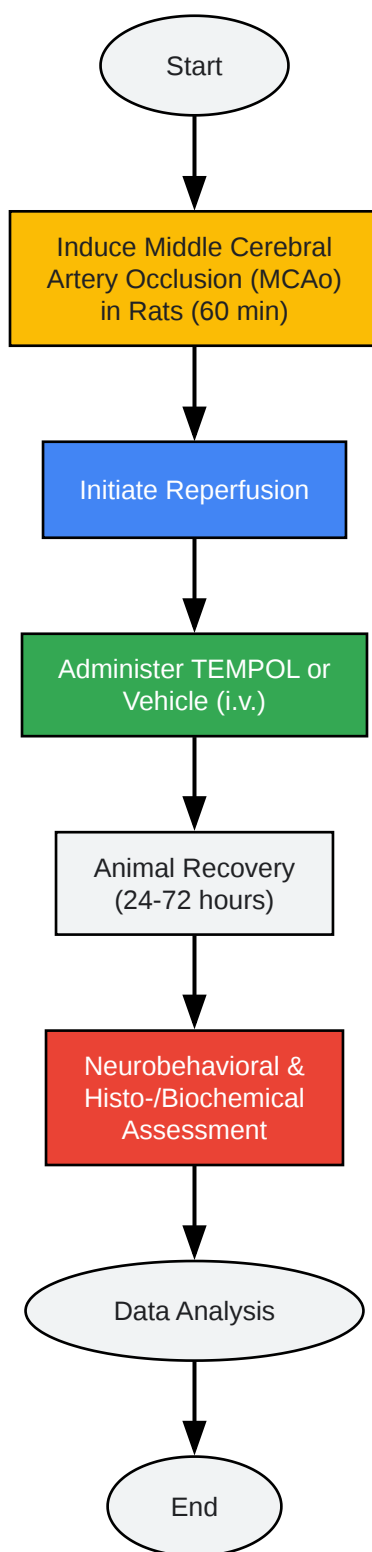 Start
Induce Middle Cerebral
Artery Occlusion (MCAo)
in Rats (60 min)
Initiate Reperfusion
Administer TEMPOL or
Vehicle (i.v.)
Animal Recovery
(24-72 hours)
Neurobehavioral &
Histo-/Biochemical
Assessment
Data Analysis
End